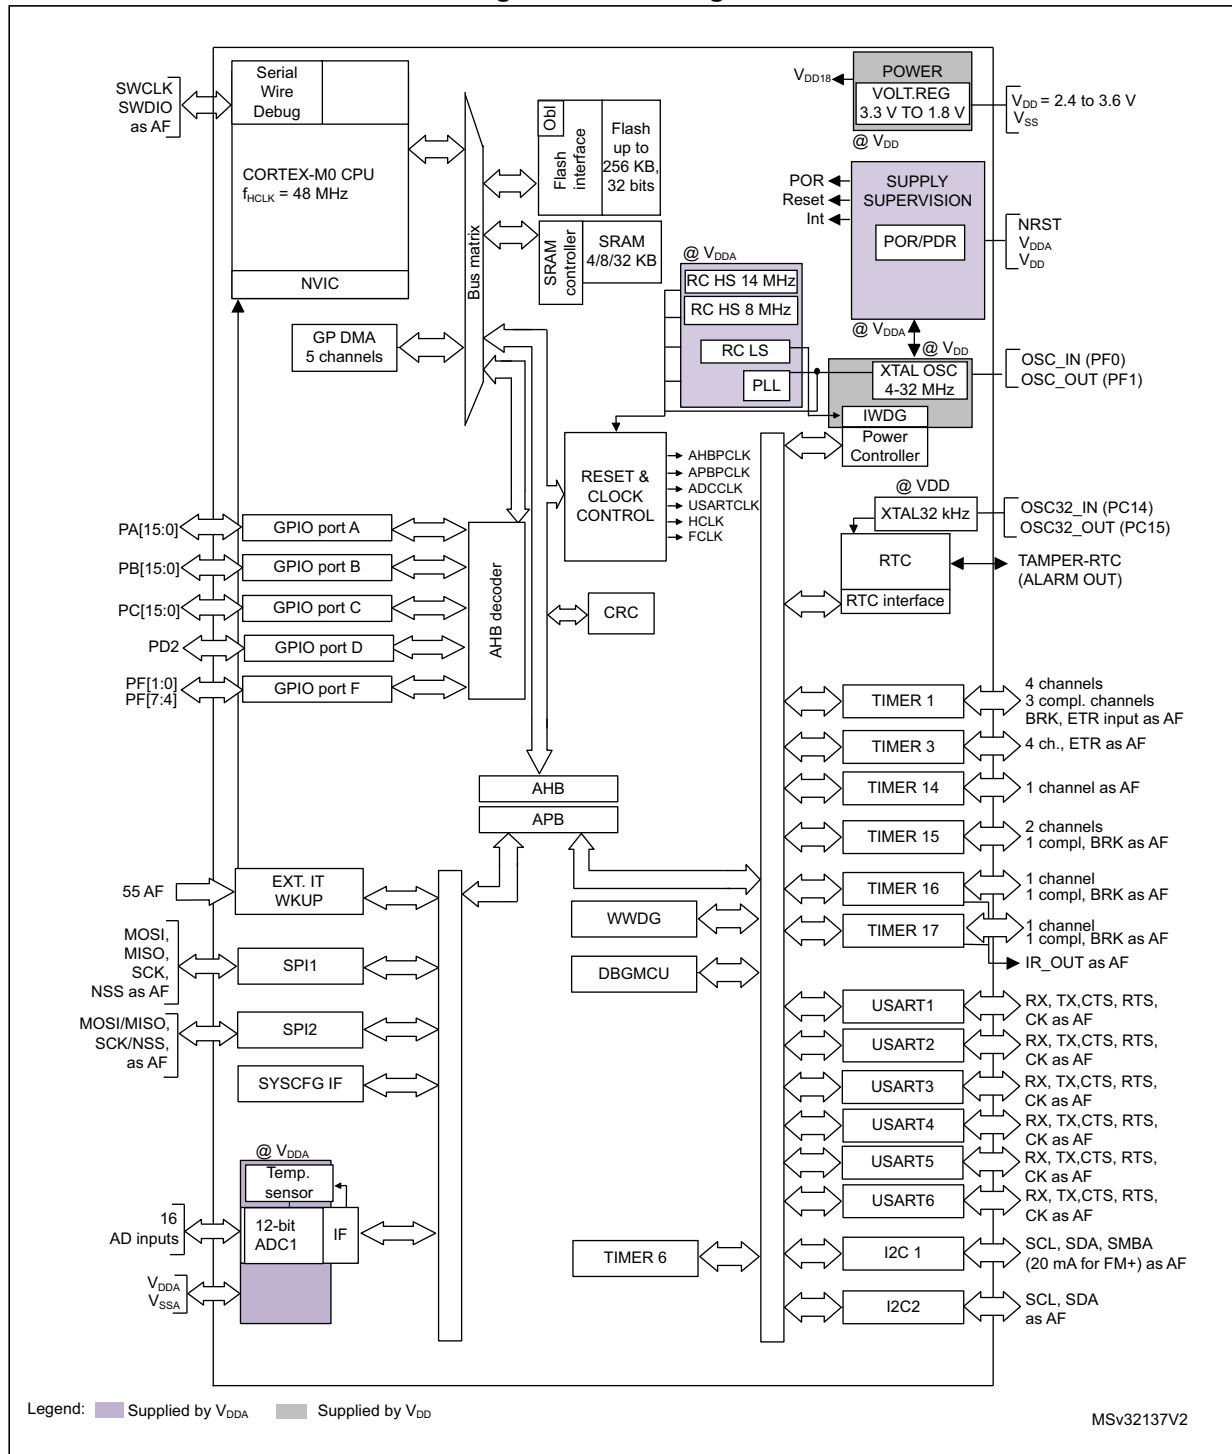 SWCLK
SWDIO
as AF
Serial
Wire
Debug
CORTEX-M0 CPU
fHCLK = 48 MHz
NVIC
Bus matrix
Obl
Flash
interface
Flash
up to
256 KB,
32 bits
SRAM
controller
SRAM
4/8/32 KB
GP DMA
5 channels
VDD18
POWER
VOLT.REG
3.3 V TO 1.8 V
@ VDD
VDD = 2.4 to 3.6 V
VSS
POR
Reset
Int
SUPPLY
SUPERVISION
POR/PDR
NRST
VDDA
VDD
@ VDDA
RC HS 14 MHz
RC HS 8 MHz
RC LS
PLL
@ VDDA
@ VDD
XTAL OSC
4-32 MHz
IWDG
Power
Controller
OSC_IN (PF0)
OSC_OUT (PF1)
RESET &
CLOCK
CONTROL
AHBPCLK
APBPCLK
ADCCLK
USARTCLK
HCLK
FCLK
@ VDD
XTAL32 kHz
OSC32_IN (PC14)
OSC32_OUT (PC15)
RTC
RTC interface
TAMPER-RTC
(ALARM OUT)
PA[15:0]
GPIO port A
PB[15:0]
GPIO port B
PC[15:0]
GPIO port C
PD2
GPIO port D
PF[1:0]
PF[7:4]
GPIO port F
AHB decoder
CRC
AHB
APB
TIMER 1
4 channels
3 compl. channels
BRK, ETR input as AF
TIMER 3
4 ch., ETR as AF
TIMER 14
1 channel as AF
TIMER 15
2 channels
1 compl, BRK as AF
TIMER 16
1 channel
1 compl, BRK as AF
TIMER 17
1 channel
1 compl, BRK as AF
IR_OUT as AF
55 AF
EXT. IT
WKUP
WWDG
DBGMCU
MOSI,
MISO,
SCK,
NSS as AF
SPI1
MOSI/MISO,
SCK/NSS,
as AF
SPI2
SYSCFG IF
USART1
RX, TX,CTS, RTS,
CK as AF
USART2
RX, TX,CTS, RTS,
CK as AF
USART3
RX, TX,CTS, RTS,
CK as AF
USART4
RX, TX,CTS, RTS,
CK as AF
USART5
RX, TX,CTS, RTS,
CK as AF
USART6
RX, TX,CTS, RTS,
CK as AF
@ VDDA
Temp.
sensor
16
AD inputs
12-bit
ADC1
IF
VDDA
VSSA
TIMER 6
I2C 1
SCL, SDA, SMBA
(20 mA for FM+) as AF
I2C2
SCL, SDA
as AF
Legend:
Supplied by VDDA
Supplied by VDD
MSv32137V2